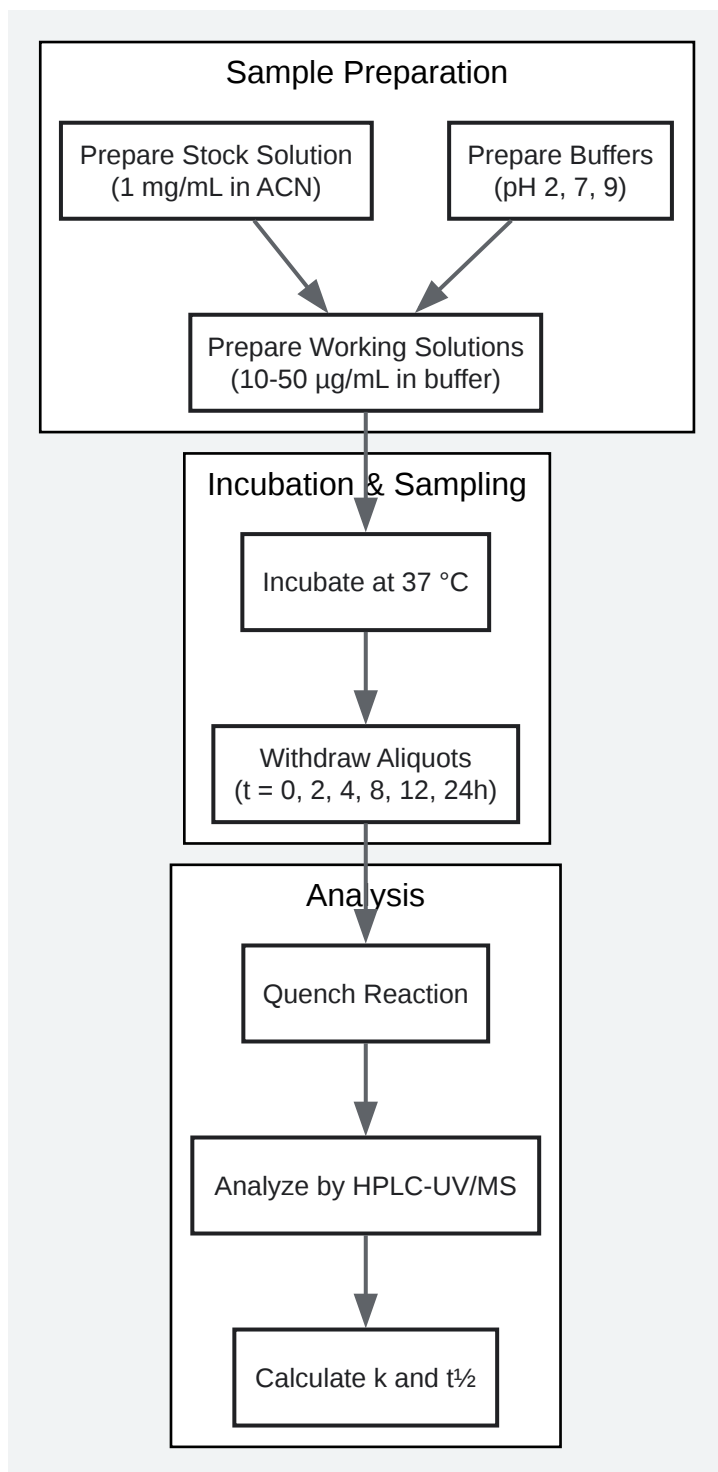 Sample Preparation
Prepare Stock Solution
(1 mg/mL in ACN)
Prepare Buffers
(pH 2, 7, 9)
Prepare Working Solutions
(10-50 µg/mL in buffer)
Incubation & Sampling
Incubate at 37 °C
Withdraw Aliquots
(t = 0, 2, 4, 8, 12, 24h)
Analysis
Quench Reaction
Analyze by HPLC-UV/MS
Calculate k and t½